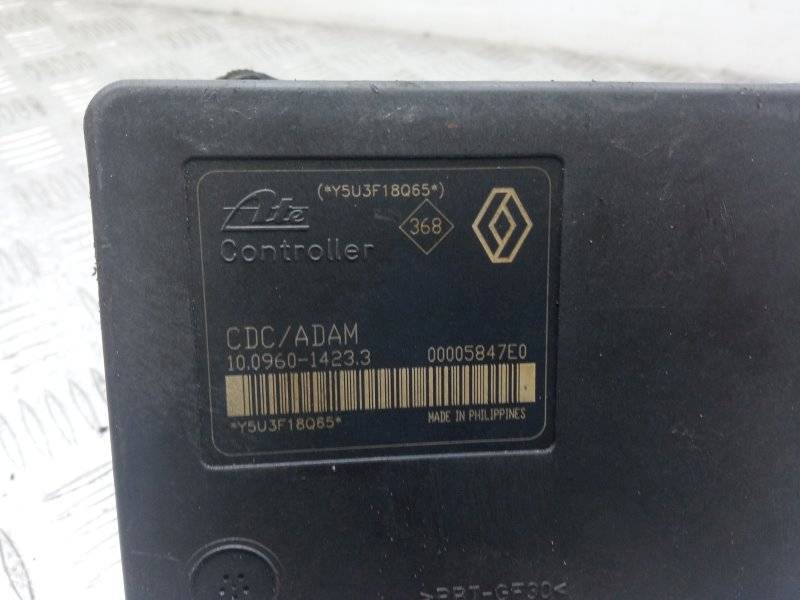 (*Y5U3F18Q65*)
Ate
368
Controller
CDC/ADAM
10.0960-1423.3 00005847E0
*Y5U3F18Q65*
MADE IN PHILIPPINES
>PBT-GF30<